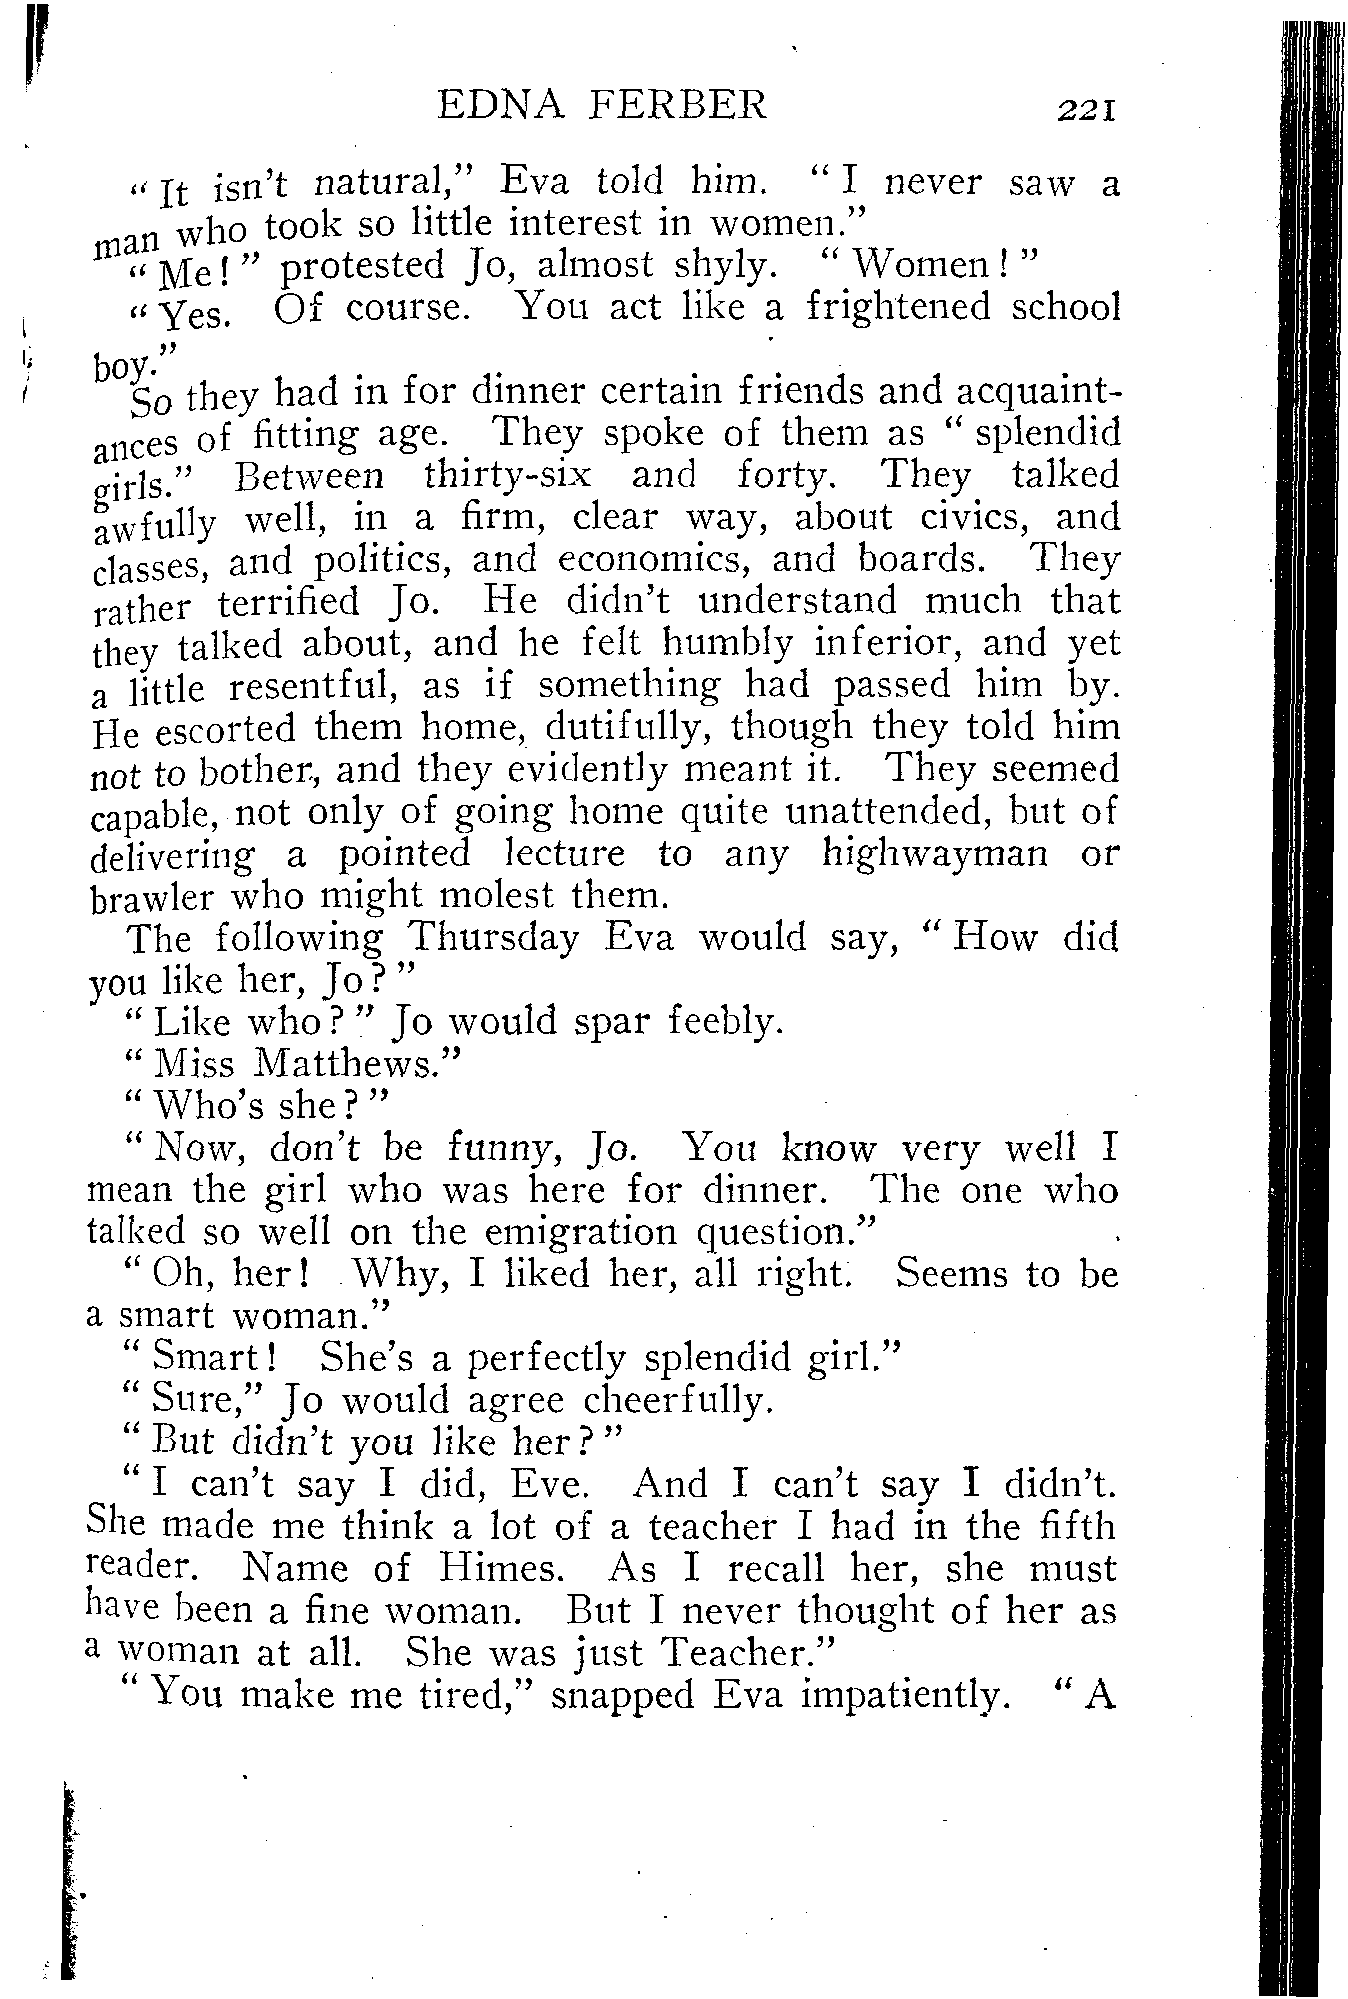 EDNA FERBER 221
"It isn't natural," Eva told him. "I never saw a
man who took so little interest in women."
"Me!" protested Jo, almost shyly. "Women!"
"Yes. Of course. You act like a frightened school
boy."
So they had in for dinner certain friends and acquaint-
ances of fitting age. They spoke of them as "splendid
girls." Between thirty-six and forty. They talked
awfully well, in a firm, clear way, about civics, and
classes, and politics, and economics, and boards. They
rather terrified Jo. He didn't understand much that
they talked about, and he felt humbly inferior, and yet
a little resentful, as if something had passed him by.
He escorted them home, dutifully, though they told him
not to bother, and they evidently meant it. They seemed
capable, not only of going home quite unattended, but of
delivering a pointed lecture to any highwayman or
brawler who might molest them.
The following Thursday Eva would say, "How did
you like her, Jo?"
"Like who?" Jo would spar feebly.
"Miss Matthews."
"Who's she?"
"Now, don't be funny, Jo. You know very well I
mean the girl who was here for dinner. The one who
talked so well on the emigration question."
"Oh, her! Why, I liked her, all right. Seems to be
a smart woman."
"Smart! She's a perfectly splendid girl."
"Sure," Jo would agree cheerfully.
"But didn't you like her?"
"I can't say I did, Eve. And I can't say I didn't.
She made me think a lot of a teacher I had in the fifth
reader. Name of Himes. As I recall her, she must
have been a fine woman. But I never thought of her as
a woman at all. She was just Teacher."
"You make me tired," snapped Eva impatiently. "A